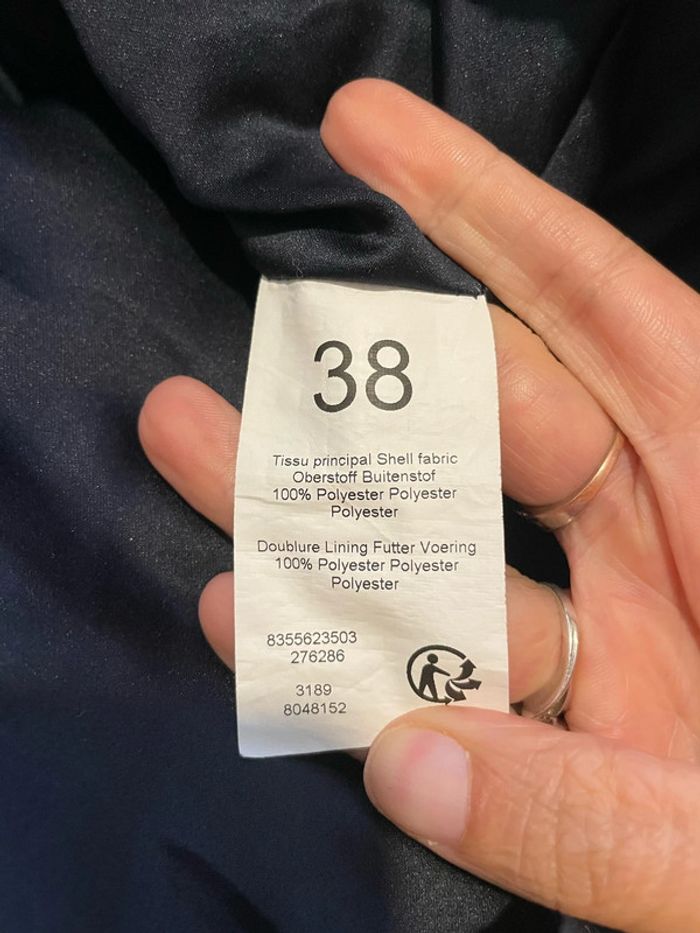 38
Tissu principal Shell fabric
Oberstoff Buitenstof
100% Polyester Polyester
Polyester
Doublure Lining Futter Voering
100% Polyester Polyester
Polyester
8355623503
276286
3189
8048152